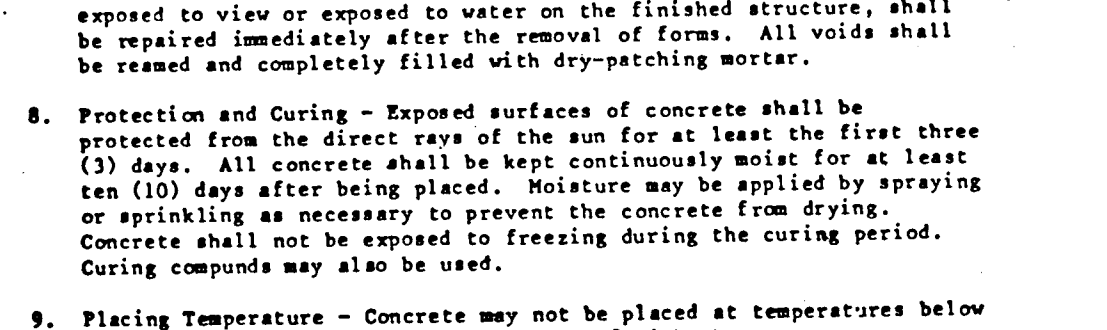 exposed to view or exposed to water on the finished structure, shall
be repaired immediately after the removal of forms. All voids shall
be reamed and completely filled with dry-patching mortar.
8. Protection and Curing - Exposed surfaces of concrete shall be
protected from the direct rays of the sun for at least the first three
(3) days. All concrete shall be kept continuously moist for at least
ten (10) days after being placed. Moisture may be applied by spraying
or sprinkling as necessary to prevent the concrete from drying.
Concrete shall not be exposed to freezing during the curing period.
Curing compunds may also be used.
9. Placing Temperature - Concrete may not be placed at temperatures below